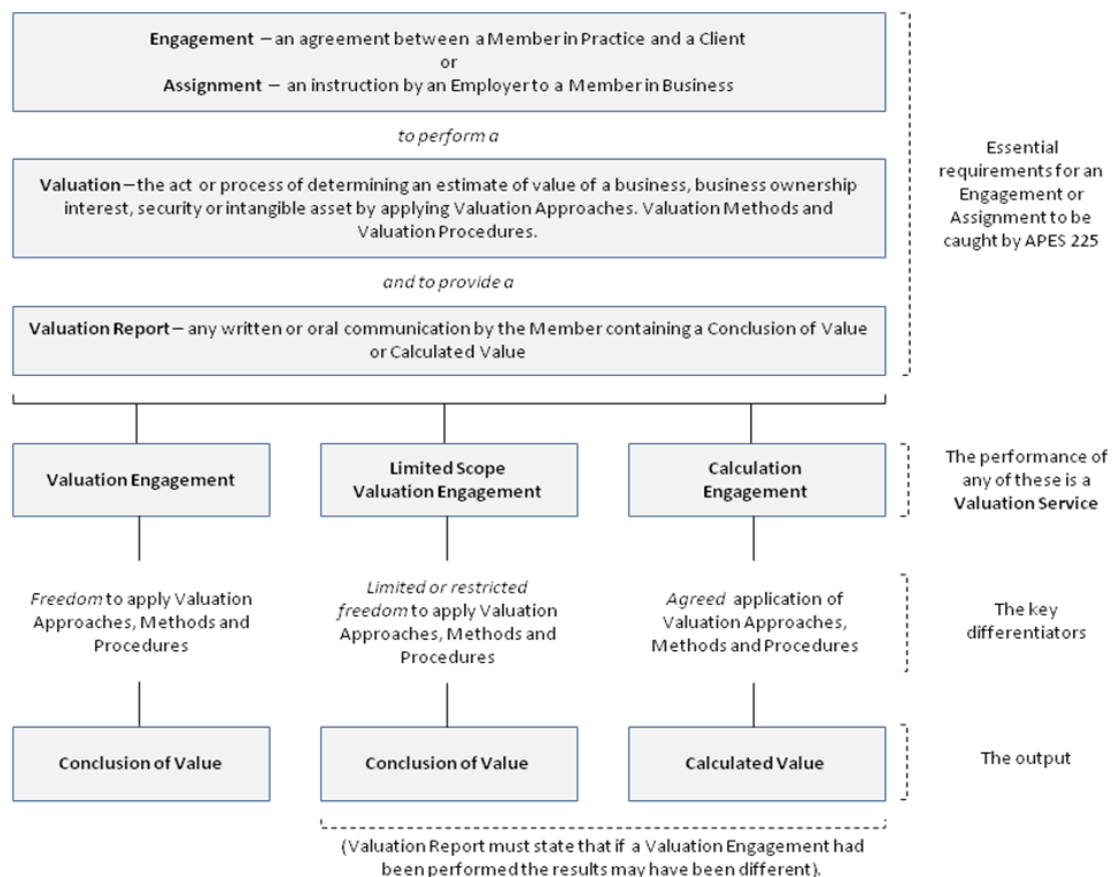 Engagement – an agreement between a Member in Practice and a Client
or
Assignment – an instruction by an Employer to a Member in Business
to perform a
Valuation – the act or process of determining an estimate of value of a business, business ownership
interest, security or intangible asset by applying Valuation Approaches. Valuation Methods and
Valuation Procedures.
and to provide a
Valuation Report – any written or oral communication by the Member containing a Conclusion of Value
or Calculated Value
Essential
requirements for an
Engagement or
Assignment to be
caught by APES 225
Valuation Engagement
Limited Scope
Valuation Engagement
Calculation
Engagement
The performance of
any of these is a
Valuation Service
Freedom to apply Valuation
Approaches, Methods and
Procedures
Limited or restricted
freedom to apply Valuation
Approaches, Methods and
Procedures
Agreed application of
Valuation Approaches,
Methods and Procedures
The key
differentiators
Conclusion of Value
Conclusion of Value
Calculated Value
The output
(Valuation Report must state that if a Valuation Engagement had
been performed the results may have been different).